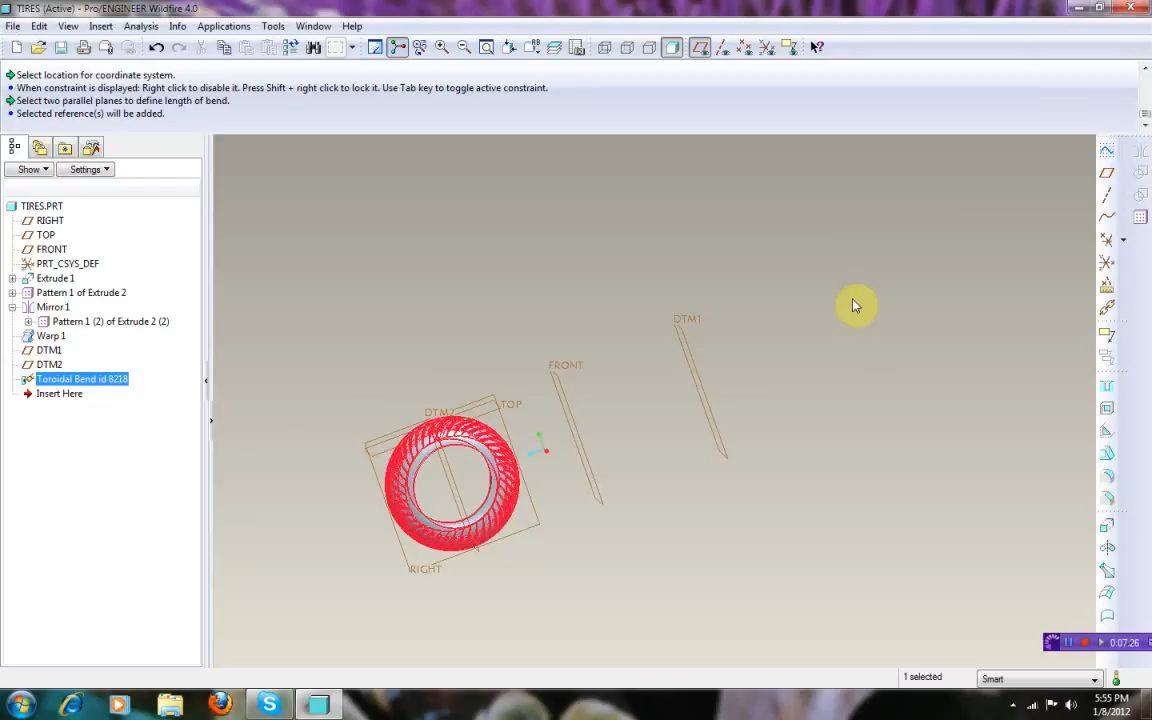 TIRES (Active) - Pro/ENGINEER Wildfire 4.0
File Edit View Insert Analysis Info Applications Tools Window Help
Select location for coordinate system.
When constraint is displayed: Right click to disable it. Press Shift + right click to lock it. Use Tab key to toggle active constraint.
Select two parallel planes to define length of bend.
Selected reference(s) will be added.
Show Settings
TIRES.PRT
RIGHT
TOP
FRONT
PRT_CSYS_DEF
Extrude 1
Pattern 1 of Extrude 2
Mirror 1
Pattern 1 (2) of Extrude 2 (2)
Warp 1
DTM1
DTM2
Toroidal Bend id 8218
Insert Here
DTM1
FRONT
TOP
DTM2
RIGHT
0:07:26
1 selected
Smart
5:55 PM
1/8/2012